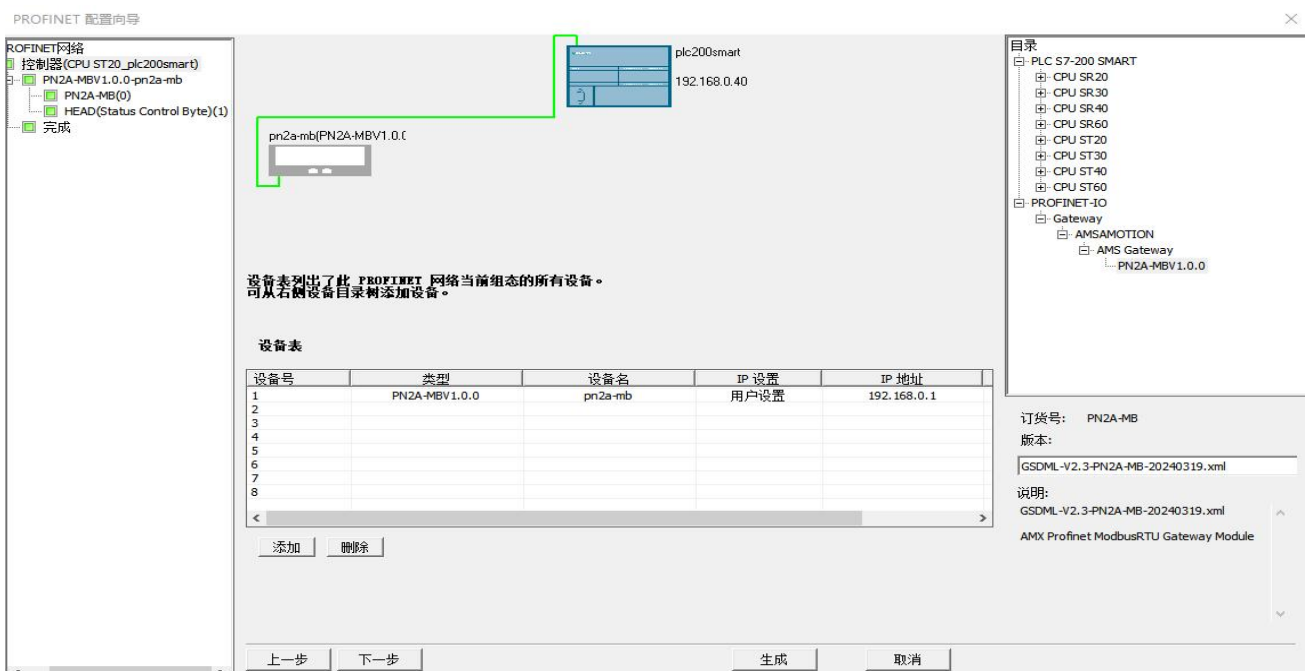 PROFINET 配置向导
ROFINET网络
控制器(CPU ST20_plc200smart)
PN2A-MBV1.0.0-pn2a-mb
PN2A-MB(0)
HEAD(Status Control Byte)(1)
完成
plc200smart
192.168.0.40
pn2a-mb(PN2A-MBV1.0.(
设备表列出了此 PROFINET 网络当前组态的所有设备。
可从右侧设备目录树添加设备。
设备表
设备号 类型 设备名 IP 设置 IP 地址
1 PN2A-MBV1.0.0 pn2a-mb 用户设置 192.168.0.1
2
3
4
5
6
7
8
添加 删除
上一步 下一步 生成 取消
目录
PLC S7-200 SMART
CPU SR20
CPU SR30
CPU SR40
CPU SR60
CPU ST20
CPU ST30
CPU ST40
CPU ST60
PROFINET-IO
Gateway
AMSAMOTION
AMS Gateway
PN2A-MBV1.0.0
订货号: PN2A-MB
版本:
GSDML-V2.3-PN2A-MB-20240319.xml
说明:
GSDML-V2.3-PN2A-MB-20240319.xml
AMX Profinet ModbusRTU Gateway Module